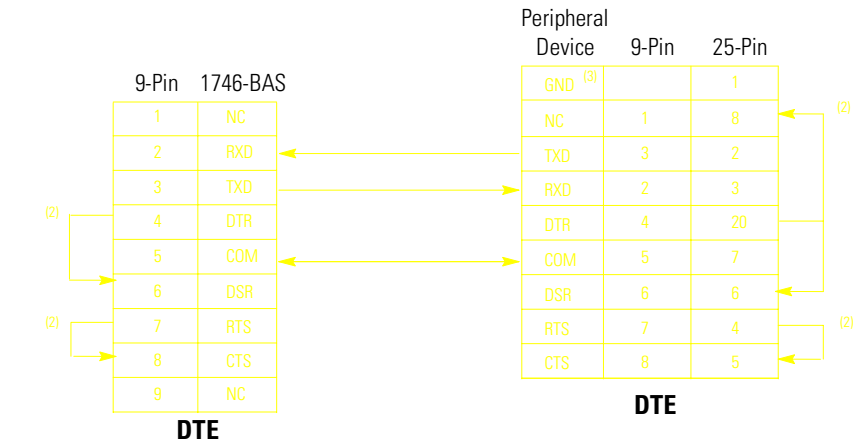 Peripheral
Device 9-Pin 25-Pin
GND (3) 1
NC 1 8 (2)
TXD 3 2
RXD 2 3
DTR 4 20
COM 5 7
DSR 6 6
RTS 7 4 (2)
CTS 8 5
DTE
9-Pin 1746-BAS
1 NC
2 RXD
3 TXD
(2) 4 DTR
5 COM
6 DSR
(2) 7 RTS
8 CTS
9 NC
DTE